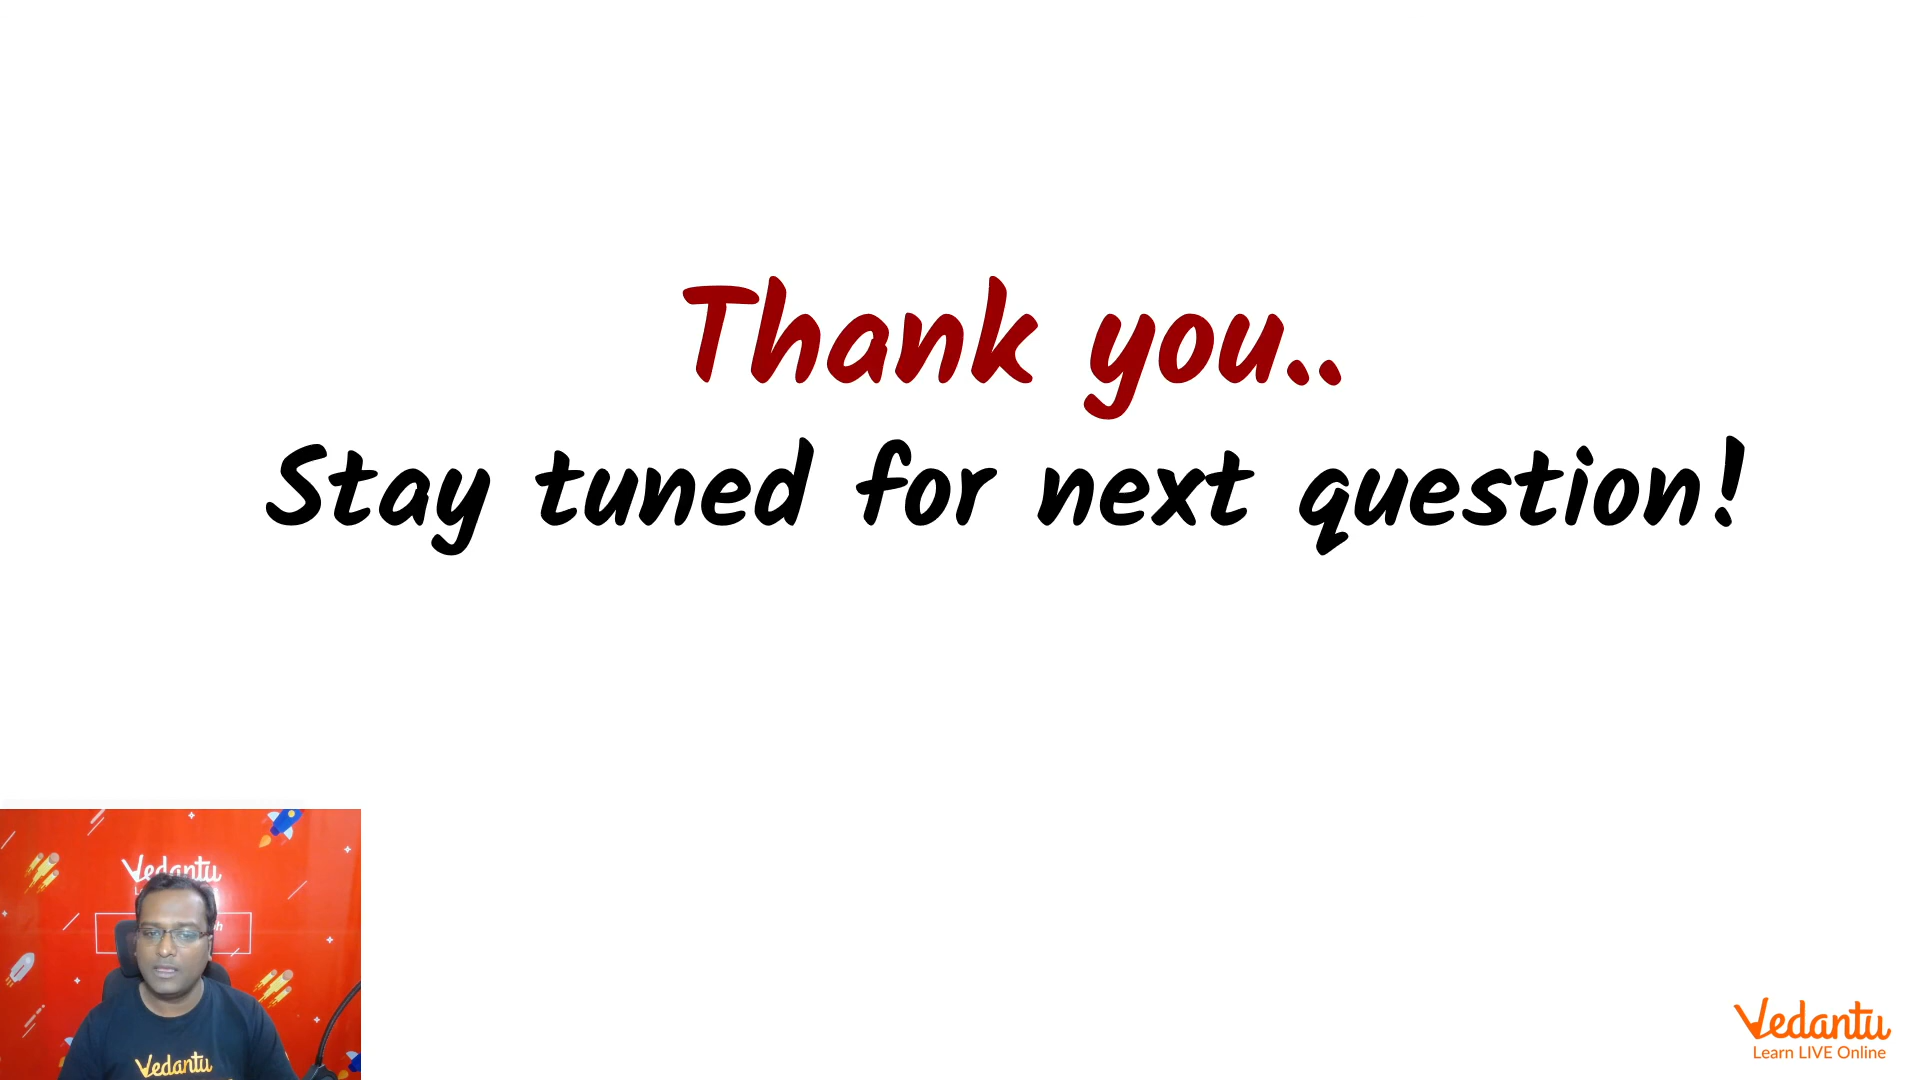 Thank you..
Stay tuned for next question!
Vedantu
Vedantu
Vedantu
Learn LIVE Online